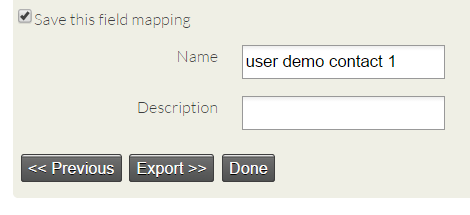 Save this field mapping
Name user demo contact 1
Description
<< Previous Export >> Done